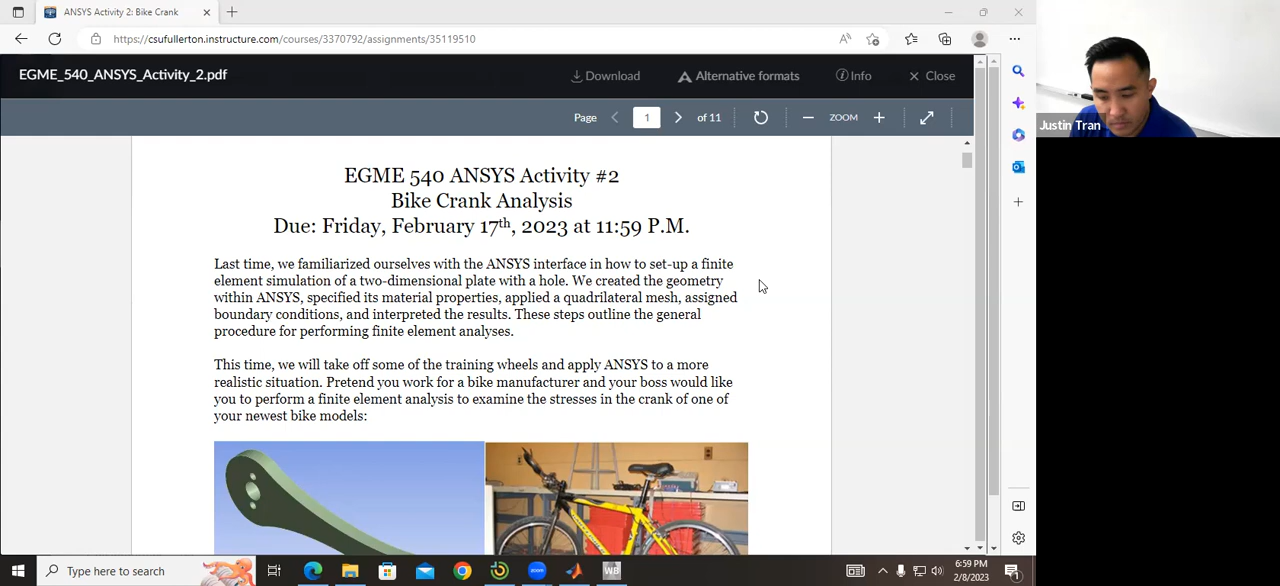 ANSYS Activity 2: Bike Crank
https://csufullerton.instructure.com/courses/3370792/assignments/35119510
EGME_540_ANSYS_Activity_2.pdf
Download
Alternative formats
Info
Close
Page 1 of 11
ZOOM
EGME 540 ANSYS Activity #2
Bike Crank Analysis
Due: Friday, February 17th, 2023 at 11:59 P.M.
Last time, we familiarized ourselves with the ANSYS interface in how to set-up a finite
element simulation of a two-dimensional plate with a hole. We created the geometry
within ANSYS, specified its material properties, applied a quadrilateral mesh, assigned
boundary conditions, and interpreted the results. These steps outline the general
procedure for performing finite element analyses.
This time, we will take off some of the training wheels and apply ANSYS to a more
realistic situation. Pretend you work for a bike manufacturer and your boss would like
you to perform a finite element analysis to examine the stresses in the crank of one of
your newest bike models:
Justin Tran
Type here to search
zoom
WB
6:59 PM
2/8/2023
1